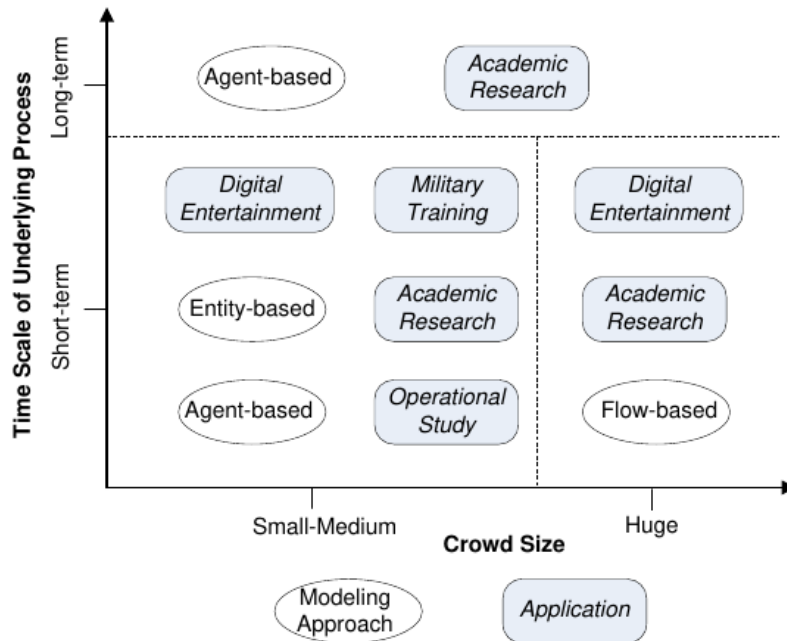 Time Scale of Underlying Process
Long-term
Short-term
Agent-based
Academic
Research
Digital
Entertainment
Military
Training
Digital
Entertainment
Entity-based
Academic
Research
Academic
Research
Agent-based
Operational
Study
Flow-based
Small-Medium
Huge
Crowd Size
Modeling
Approach
Application